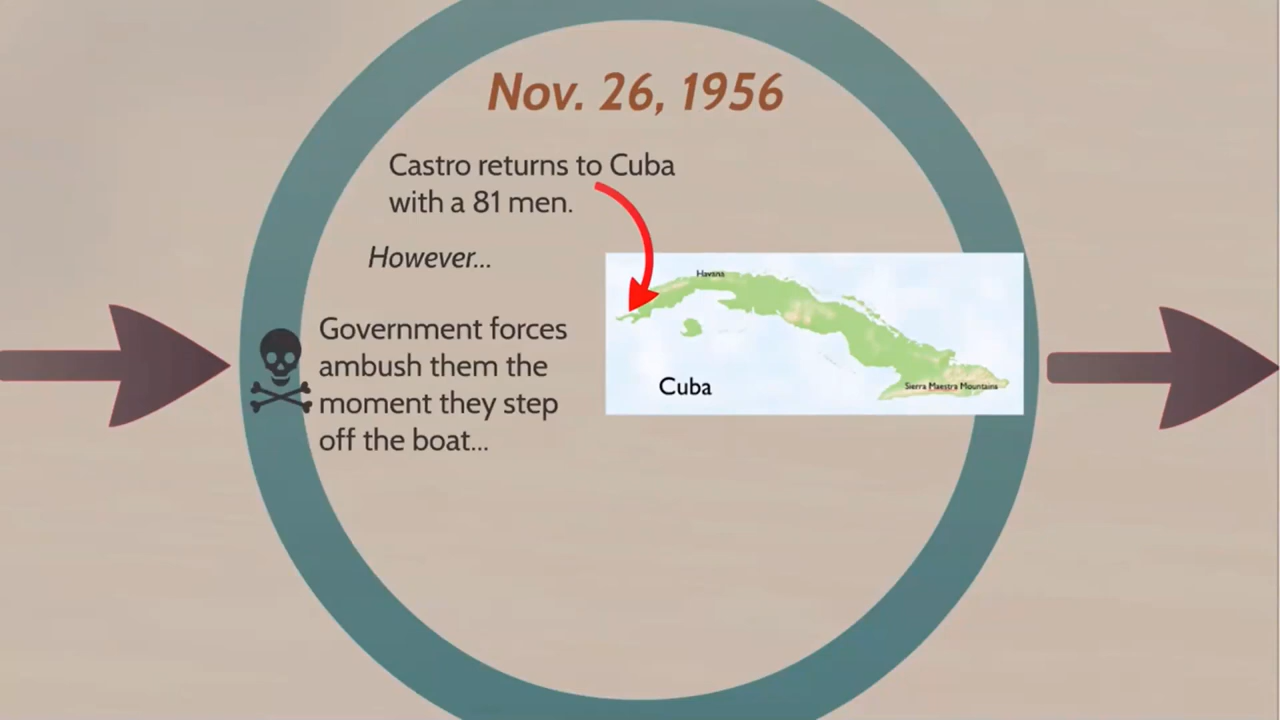 Nov. 26, 1956
Castro returns to Cuba
with a 81 men.
However...
Government forces
ambush them the
moment they step
off the boat...
Havana
Cuba
Sierra Maestra Mountains